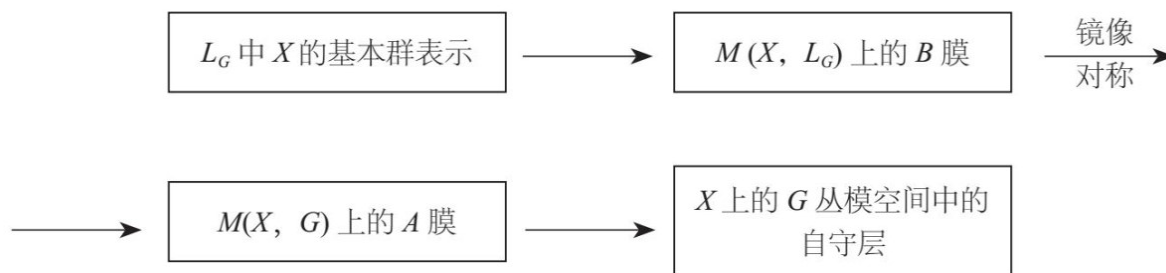 L_G 中 X 的基本群表示
M (X, L_G) 上的 B 膜
镜像
对称
M(X, G) 上的 A 膜
X 上的 G 丛模空间中的
自守层